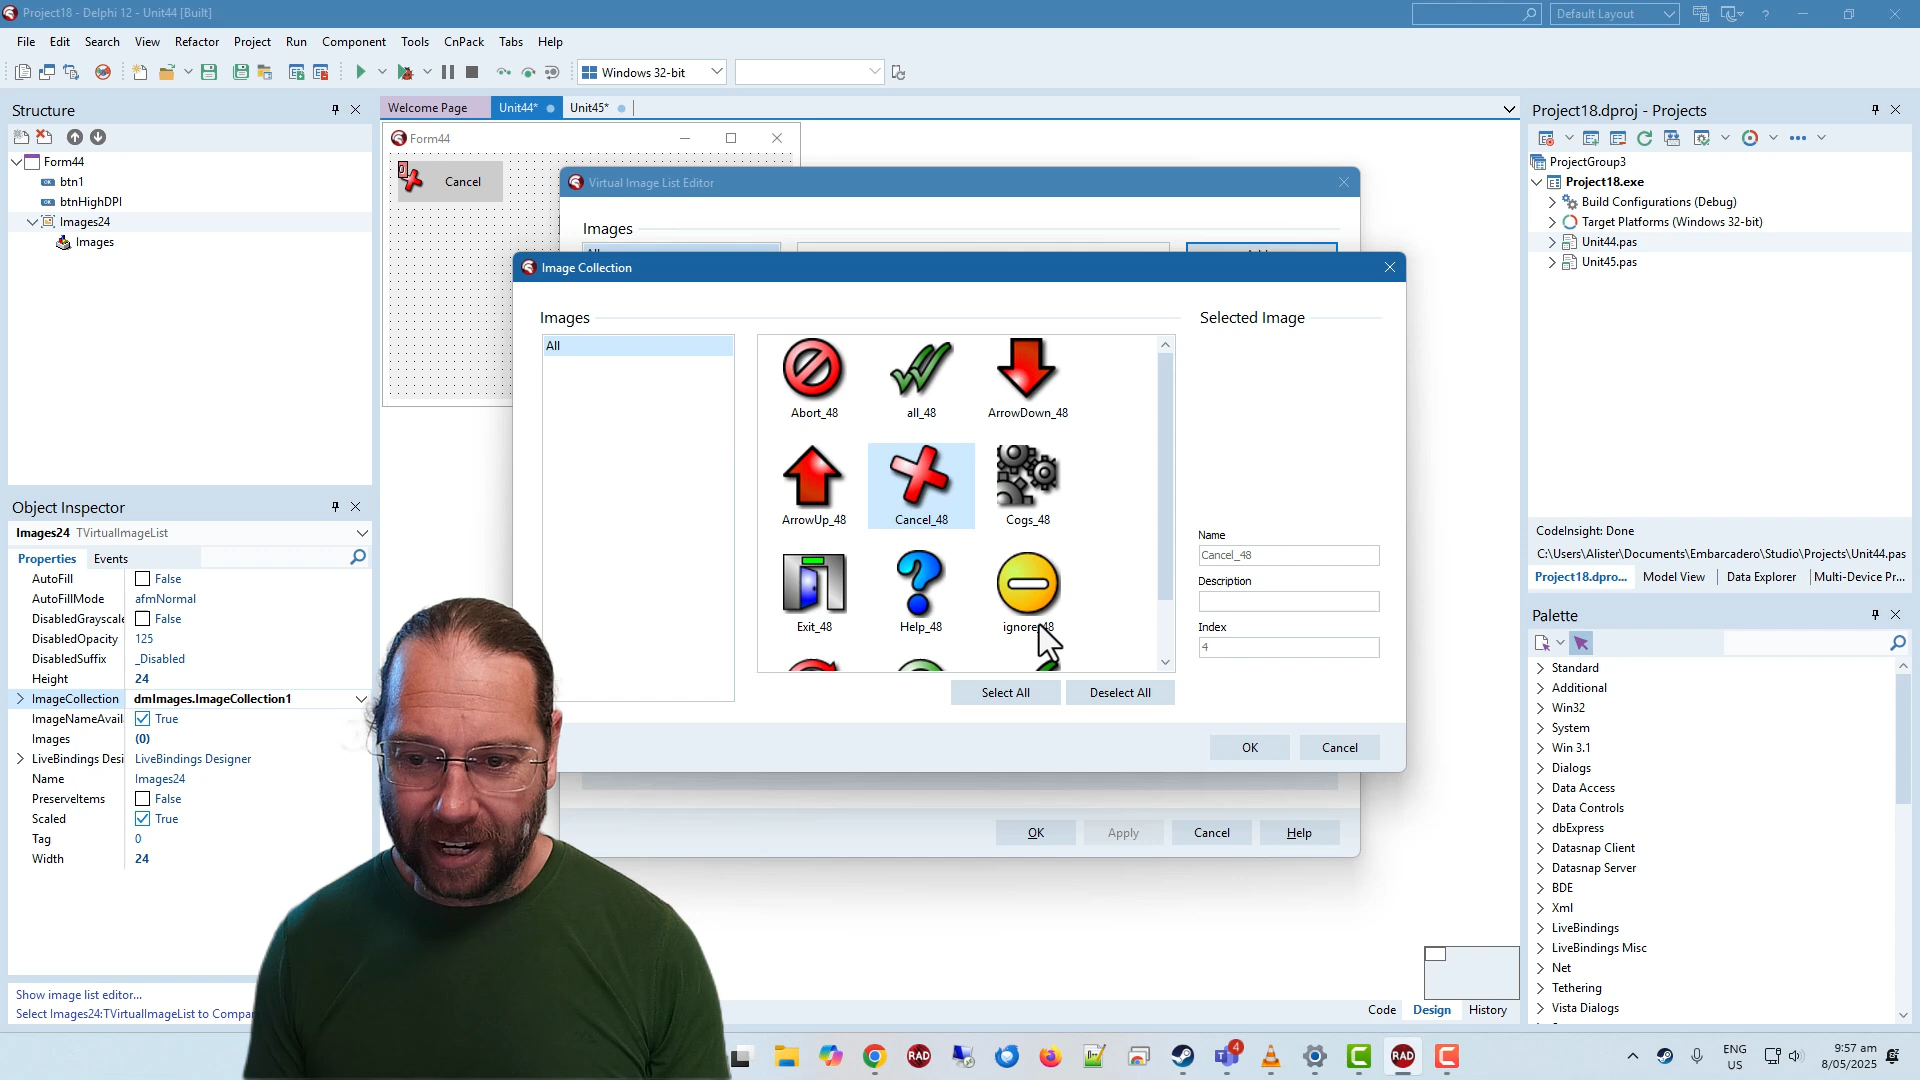 Project18 - Delphi 12 - Unit44 [Built]
Default Layout
File Edit Search View Refactor Project Run Component Tools CnPack Tabs Help
Windows 32-bit
Structure
Form44
btn1
btnHighDPI
Images24
Images
Object Inspector
Images24 TVirtualImageList
Properties Events
AutoFill False
AutoFillMode afmNormal
DisabledGrayscale False
DisabledOpacity 125
DisabledSuffix _Disabled
Height 24
ImageCollection dmImages.ImageCollection1
ImageNameAvail True
Images (0)
LiveBindings Desi LiveBindings Designer
Name Images24
PreserveItems False
Scaled True
Tag 0
Width 24
Show image list editor...
Select Images24:TVirtualImageList to Compa
Welcome Page Unit44* Unit45*
Form44
Cancel
Virtual Image List Editor
Images
Image Collection
Images
All
Abort_48 all_48 ArrowDown_48
ArrowUp_48 Cancel_48 Cogs_48
Exit_48 Help_48
Select All Deselect All
Selected Image
Name
Cancel_48
Description
Index
4
OK Cancel
OK Apply Cancel Help
Code Design History
Project18.dproj - Projects
ProjectGroup3
Project18.exe
Build Configurations (Debug)
Target Platforms (Windows 32-bit)
Unit44.pas
Unit45.pas
CodeInsight: Done
C:\Users\Alister\Documents\Embarcadero\Studio\Projects\Unit44.pas
Project18.dpro... Model View Data Explorer Multi-Device Pr...
Palette
Standard
Additional
Win32
System
Win 3.1
Dialogs
Data Access
Data Controls
dbExpress
Datasnap Client
Datasnap Server
BDE
Xml
LiveBindings
LiveBindings Misc
Net
Tethering
Vista Dialogs
RAD
4
RAD
ENG
US
9:57 am
8/05/2025